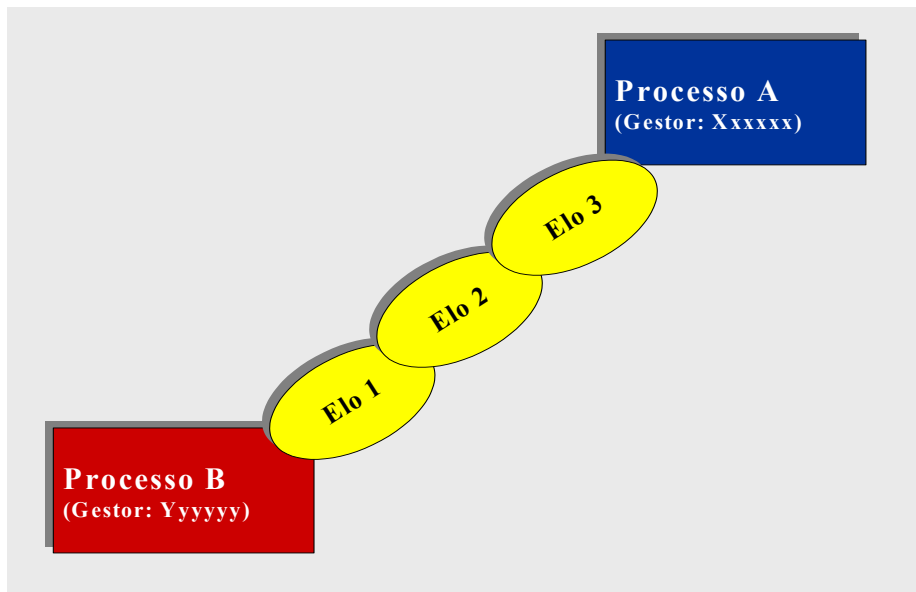 Processo A
(Gestor: Xxxxxx)
Elo 3
Elo 2
Elo 1
Processo B
(Gestor: Yyyyyy)